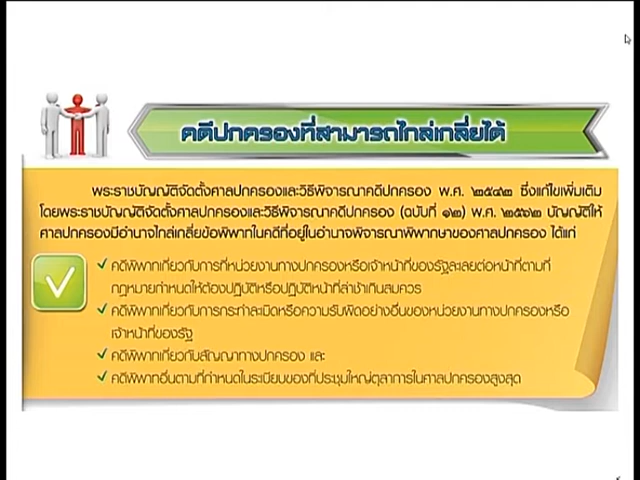 คดีปกครองที่สามารถไกล่เกลี่ยได้
พระราชบัญญัติจัดตั้งศาลปกครองและวิธีพิจารณาคดีปกครอง พ.ศ. ๒๕๔๒ ซึ่งแก้ไขเพิ่มเติม
โดยพระราชบัญญัติจัดตั้งศาลปกครองและวิธีพิจารณาคดีปกครอง (ฉบับที่ ๑๒) พ.ศ. ๒๕๖๒ บัญญัติให้
ศาลปกครองมีอำนาจไกล่เกลี่ยข้อพิพาทในคดีที่อยู่ในอำนาจพิจารณาพิพากษาของศาลปกครอง ได้แก่
คดีพิพาทเกี่ยวกับการที่หน่วยงานทางปกครองหรือเจ้าหน้าที่ของรัฐละเลยต่อหน้าที่ตามที่
กฎหมายกำหนดให้ต้องปฏิบัติหรือปฏิบัติหน้าที่ล่าช้าเกินสมควร
คดีพิพาทเกี่ยวกับการกระทำละเมิดหรือความรับผิดอย่างอื่นของหน่วยงานทางปกครองหรือ
เจ้าหน้าที่ของรัฐ
คดีพิพาทเกี่ยวกับสัญญาทางปกครอง และ
คดีพิพาทอื่นตามที่กำหนดในระเบียบของที่ประชุมใหญ่ตุลาการในศาลปกครองสูงสุด